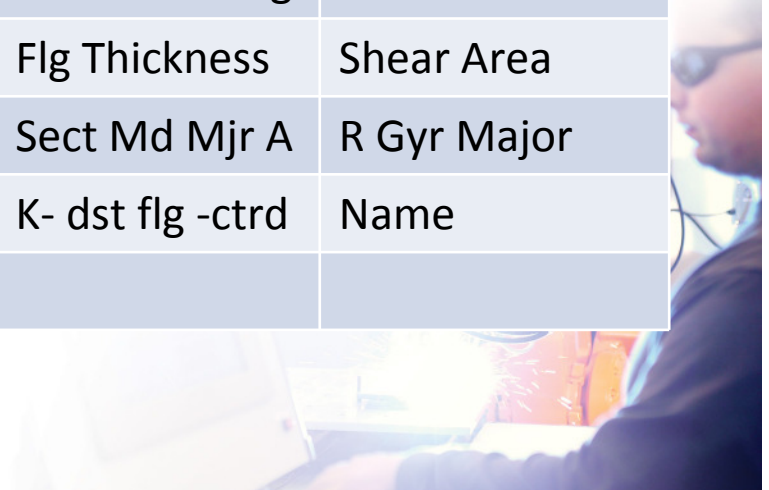 Flg Thickness Shear Area
Sect Md Mjr A R Gyr Major
K- dst flg -ctrd Name